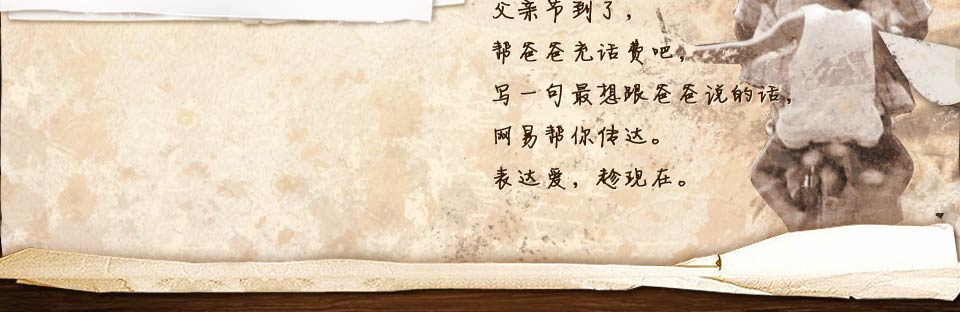 父亲节到了，
帮爸爸充话费吧，
写一句最想跟爸爸说的话，
网易帮你传达。
表达爱，趁现在。